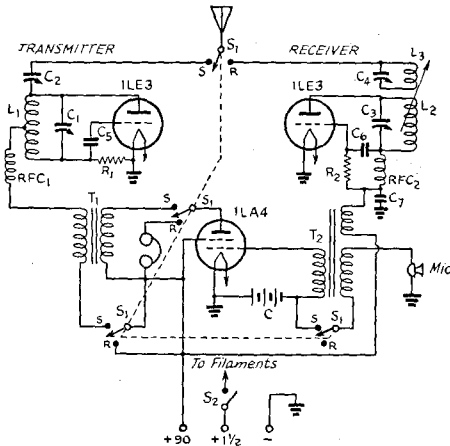 TRANSMITTER
S1
RECEIVER
S
R
C2
C4
L3
1LE3
1LE3
L1
C1
C5
C3
L2
C6
R1
R2
RFC1
RFC2
C7
T1
S
S1
R
1LA4
T2
Mic
C
S
S1
R
S
S1
R
To Filaments
S2
+90
+1½
~